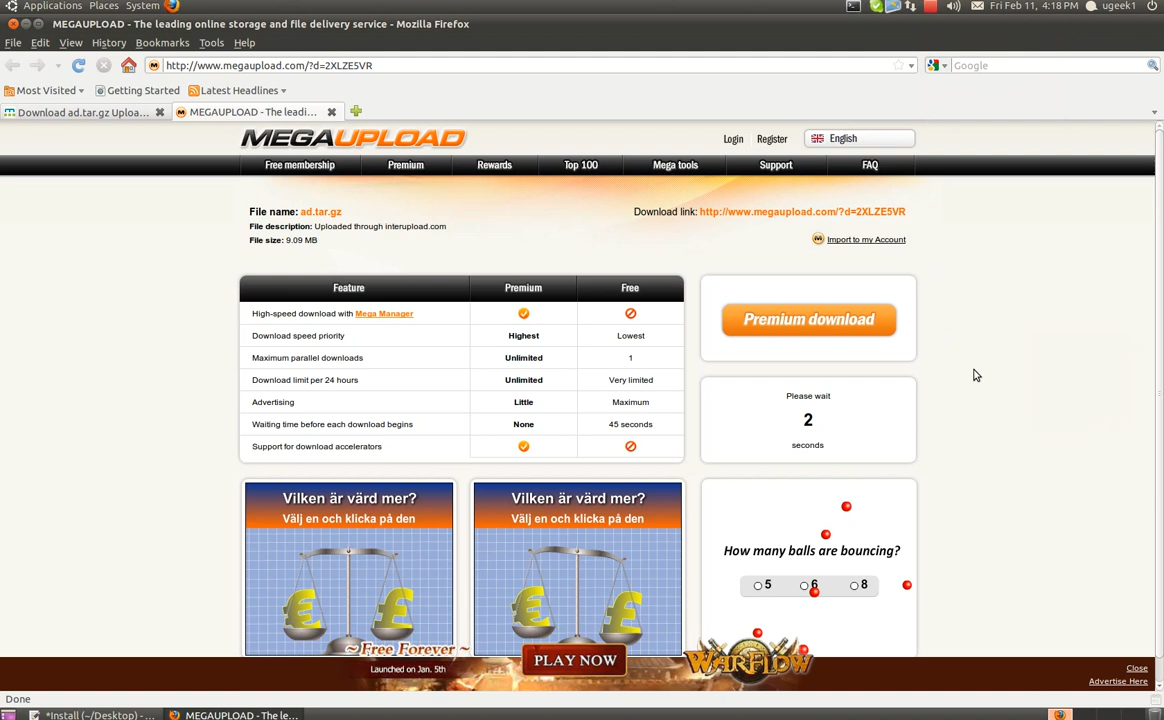 Applications Places System Fri Feb 11, 4:18 PM ugeek1
MEGAUPLOAD - The leading online storage and file delivery service - Mozilla Firefox
File Edit View History Bookmarks Tools Help
http://www.megaupload.com/?d=2XLZE5VR Google
Most Visited Getting Started Latest Headlines
Download ad.tar.gz Uploa... MEGAUPLOAD - The leadi...
MEGAUPLOAD Login Register English
Free membership Premium Rewards Top 100 Mega tools Support FAQ
File name: ad.tar.gz Download link: http://www.megaupload.com/?d=2XLZE5VR
File description: Uploaded through interupload.com
File size: 9.09 MB Import to my Account
Feature Premium Free
High-speed download with Mega Manager
Premium download
Download speed priority Highest Lowest
Maximum parallel downloads Unlimited 1
Download limit per 24 hours Unlimited Very limited
Please wait
Advertising Little Maximum
2
Waiting time before each download begins None 45 seconds
seconds
Support for download accelerators
Vilken är värd mer? Vilken är värd mer?
Välj en och klicka på den Välj en och klicka på den
How many balls are bouncing?
5 6 8
€ £ € £
~ Free Forever ~
Launched on Jan. 5th PLAY NOW WARFLOW Close
Advertise Here
Done
*Install (~/Desktop) - ... MEGAUPLOAD - The le...